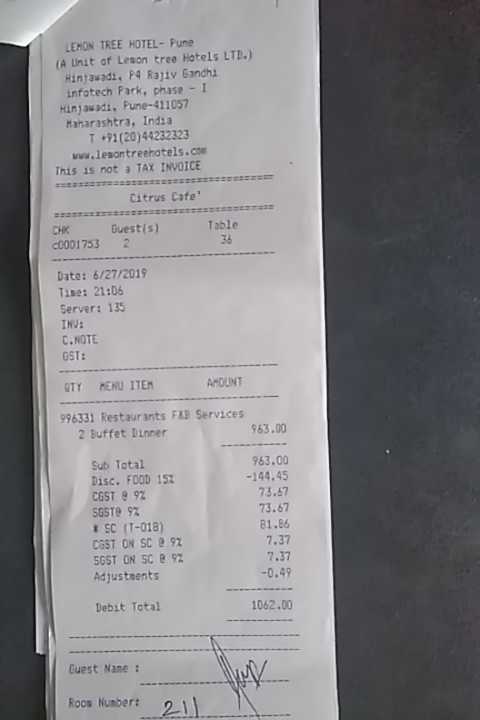 LEMON TREE HOTEL- Pune
(A Unit of Lemon tree Hotels LTD.)
Hinjawadi, P4 Rajiv Gandhi
infotech Park, phase - I
Hinjawadi, Pune-411057
Maharashtra, India
T +91(20)44232323
www.lemontreehotels.com
This is not a TAX INVOICE
Citrus Cafe'
CHK Guest(s) Table
c0001753 2 36
Date: 6/27/2019
Time: 21:06
Server: 135
INV:
C.NOTE
GST:
QTY MENU ITEM AMOUNT
996331 Restaurants F&B Services
2 Buffet Dinner 963.00
Sub Total 963.00
Disc. FOOD 15% -144.45
CGST @ 9% 73.67
SGST@ 9% 73.67
* SC (T-018) 81.86
CGST ON SC @ 9% 7.37
SGST ON SC @ 9% 7.37
Adjustments -0.49
Debit Total 1062.00
Guest Name :
Room Number: 211